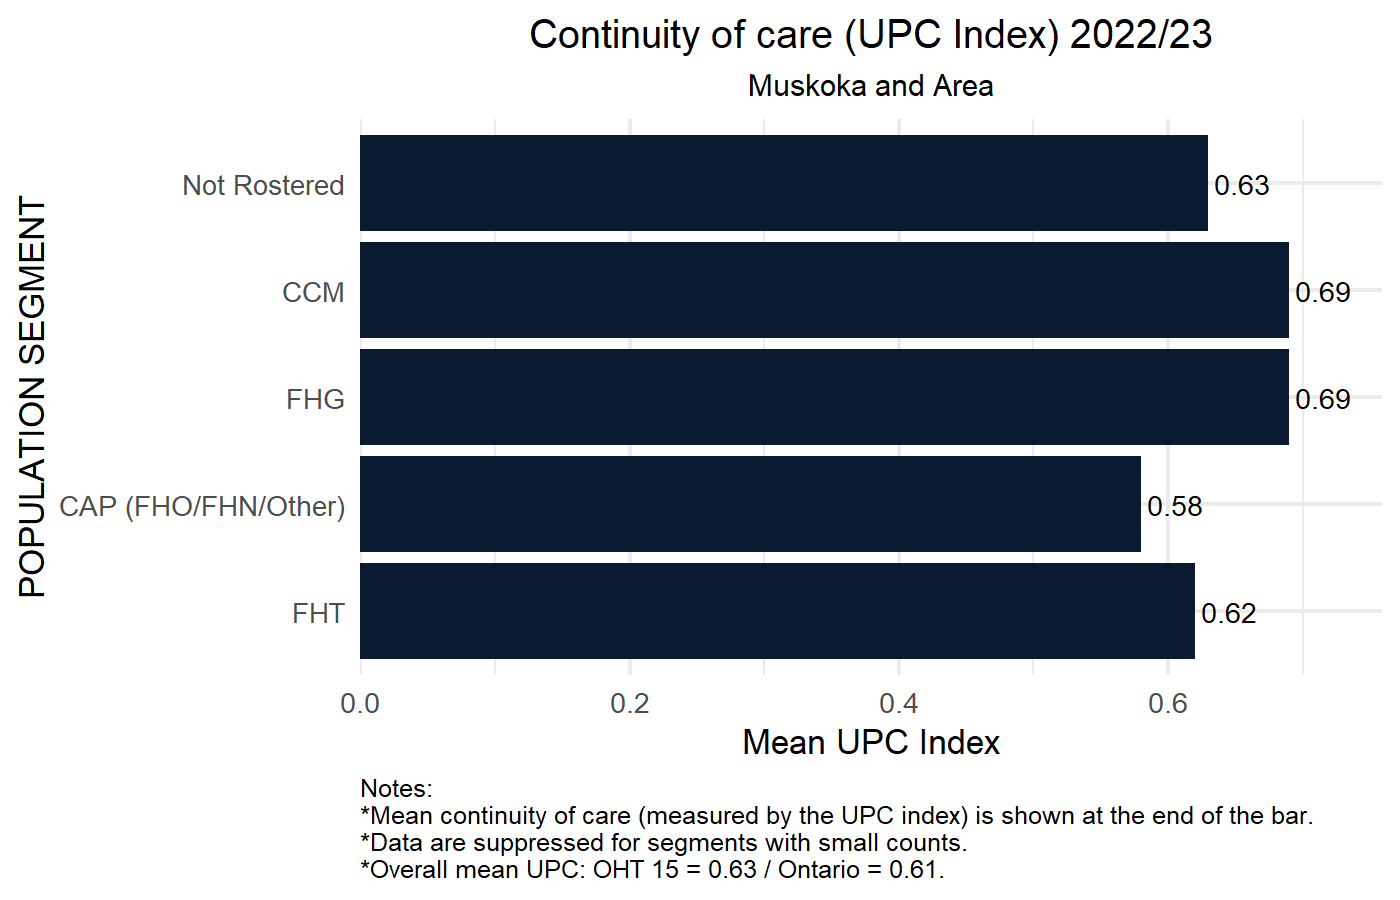 Continuity of care (UPC Index) 2022/23
Muskoka and Area
POPULATION SEGMENT
Not Rostered
0.63
CCM
0.69
FHG
0.69
CAP (FHO/FHN/Other)
0.58
FHT
0.62
0.0
0.2
0.4
0.6
Mean UPC Index
Notes:
*Mean continuity of care (measured by the UPC index) is shown at the end of the bar.
*Data are suppressed for segments with small counts.
*Overall mean UPC: OHT 15 = 0.63 / Ontario = 0.61.